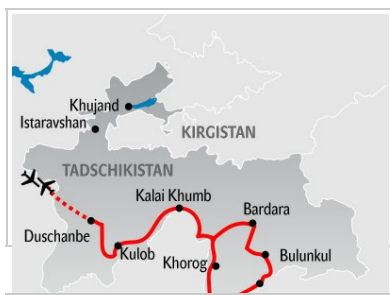 Khujand
Istaravshan
KIRGISTAN
TADSCHIKISTAN
Kalai Khumb
Bardara
Duschanbe
Kulob
Khorog
Bulunkul